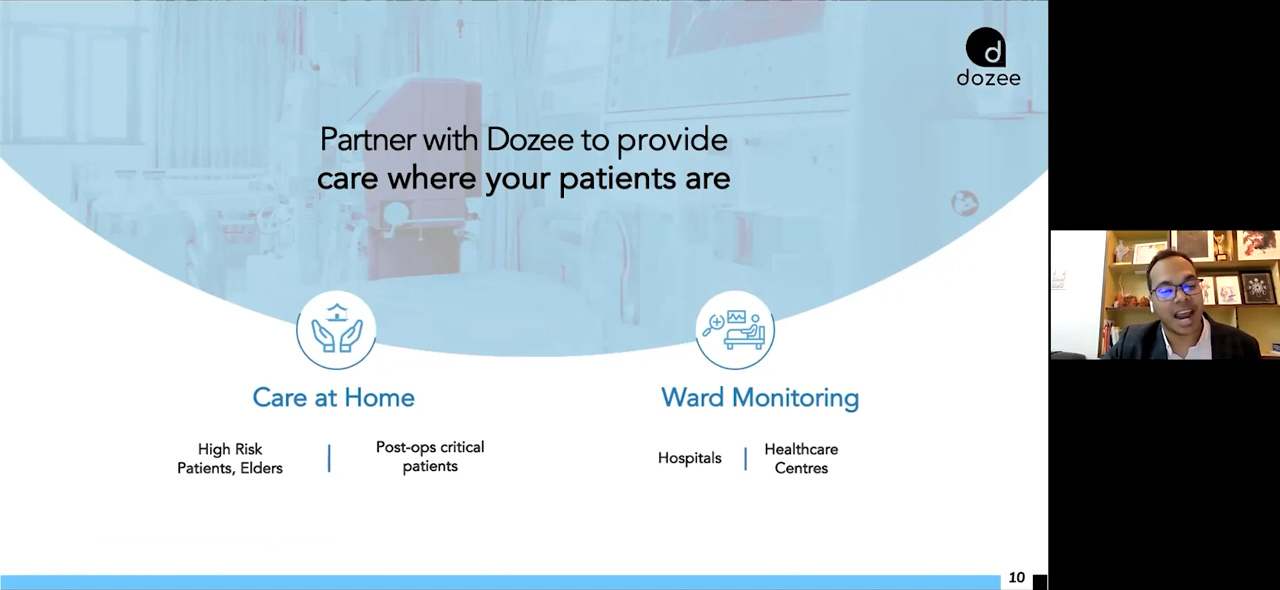 dozee
Partner with Dozee to provide
care where your patients are
Care at Home
High Risk
Patients, Elders
Post-ops critical
patients
Ward Monitoring
Hospitals
Healthcare
Centres
10